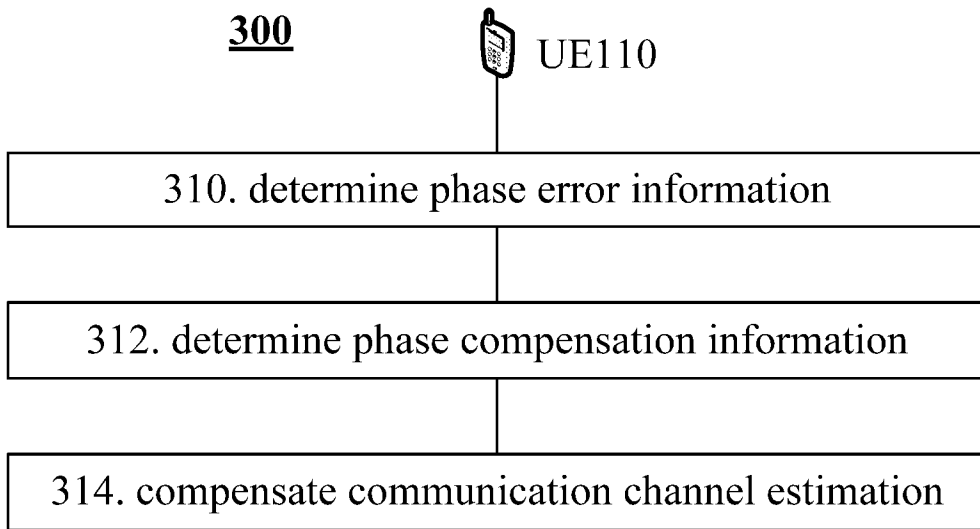 300
UE110
310. determine phase error information
312. determine phase compensation information
314. compensate communication channel estimation